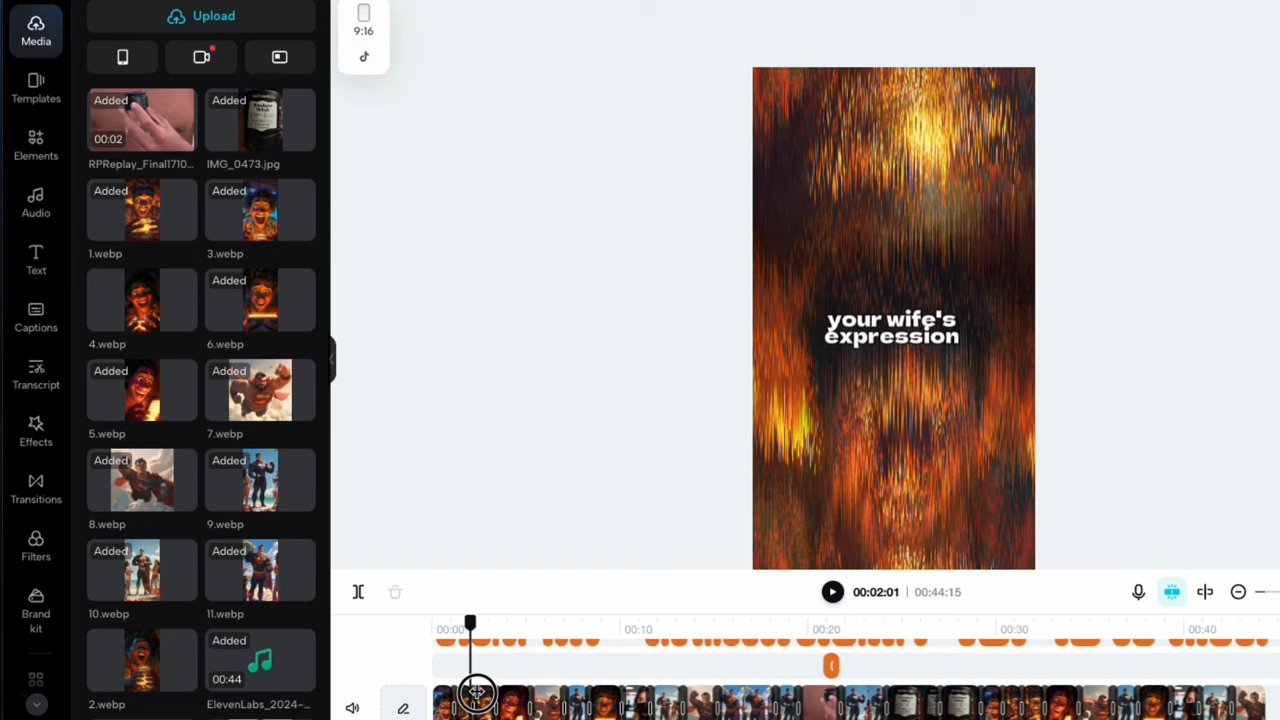 Media
Templates
Elements
Audio
Text
Captions
Transcript
Effects
Transitions
Filters
Brand
kit
Upload
Added
00:02
RPReplay_Final1710...
Added
IMG_0473.jpg
Added
1.webp
Added
3.webp
4.webp
Added
6.webp
Added
5.webp
Added
7.webp
Added
8.webp
Added
9.webp
Added
10.webp
Added
11.webp
2.webp
Added
00:44
ElevenLabs_2024-...
9:16
your wife's
expression
00:02:01 | 00:44:15
00:00
00:10
00:20
00:30
00:40